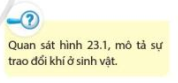 Quan sát hình 23.1, mô tả sự
trao đổi khí ở sinh vật.